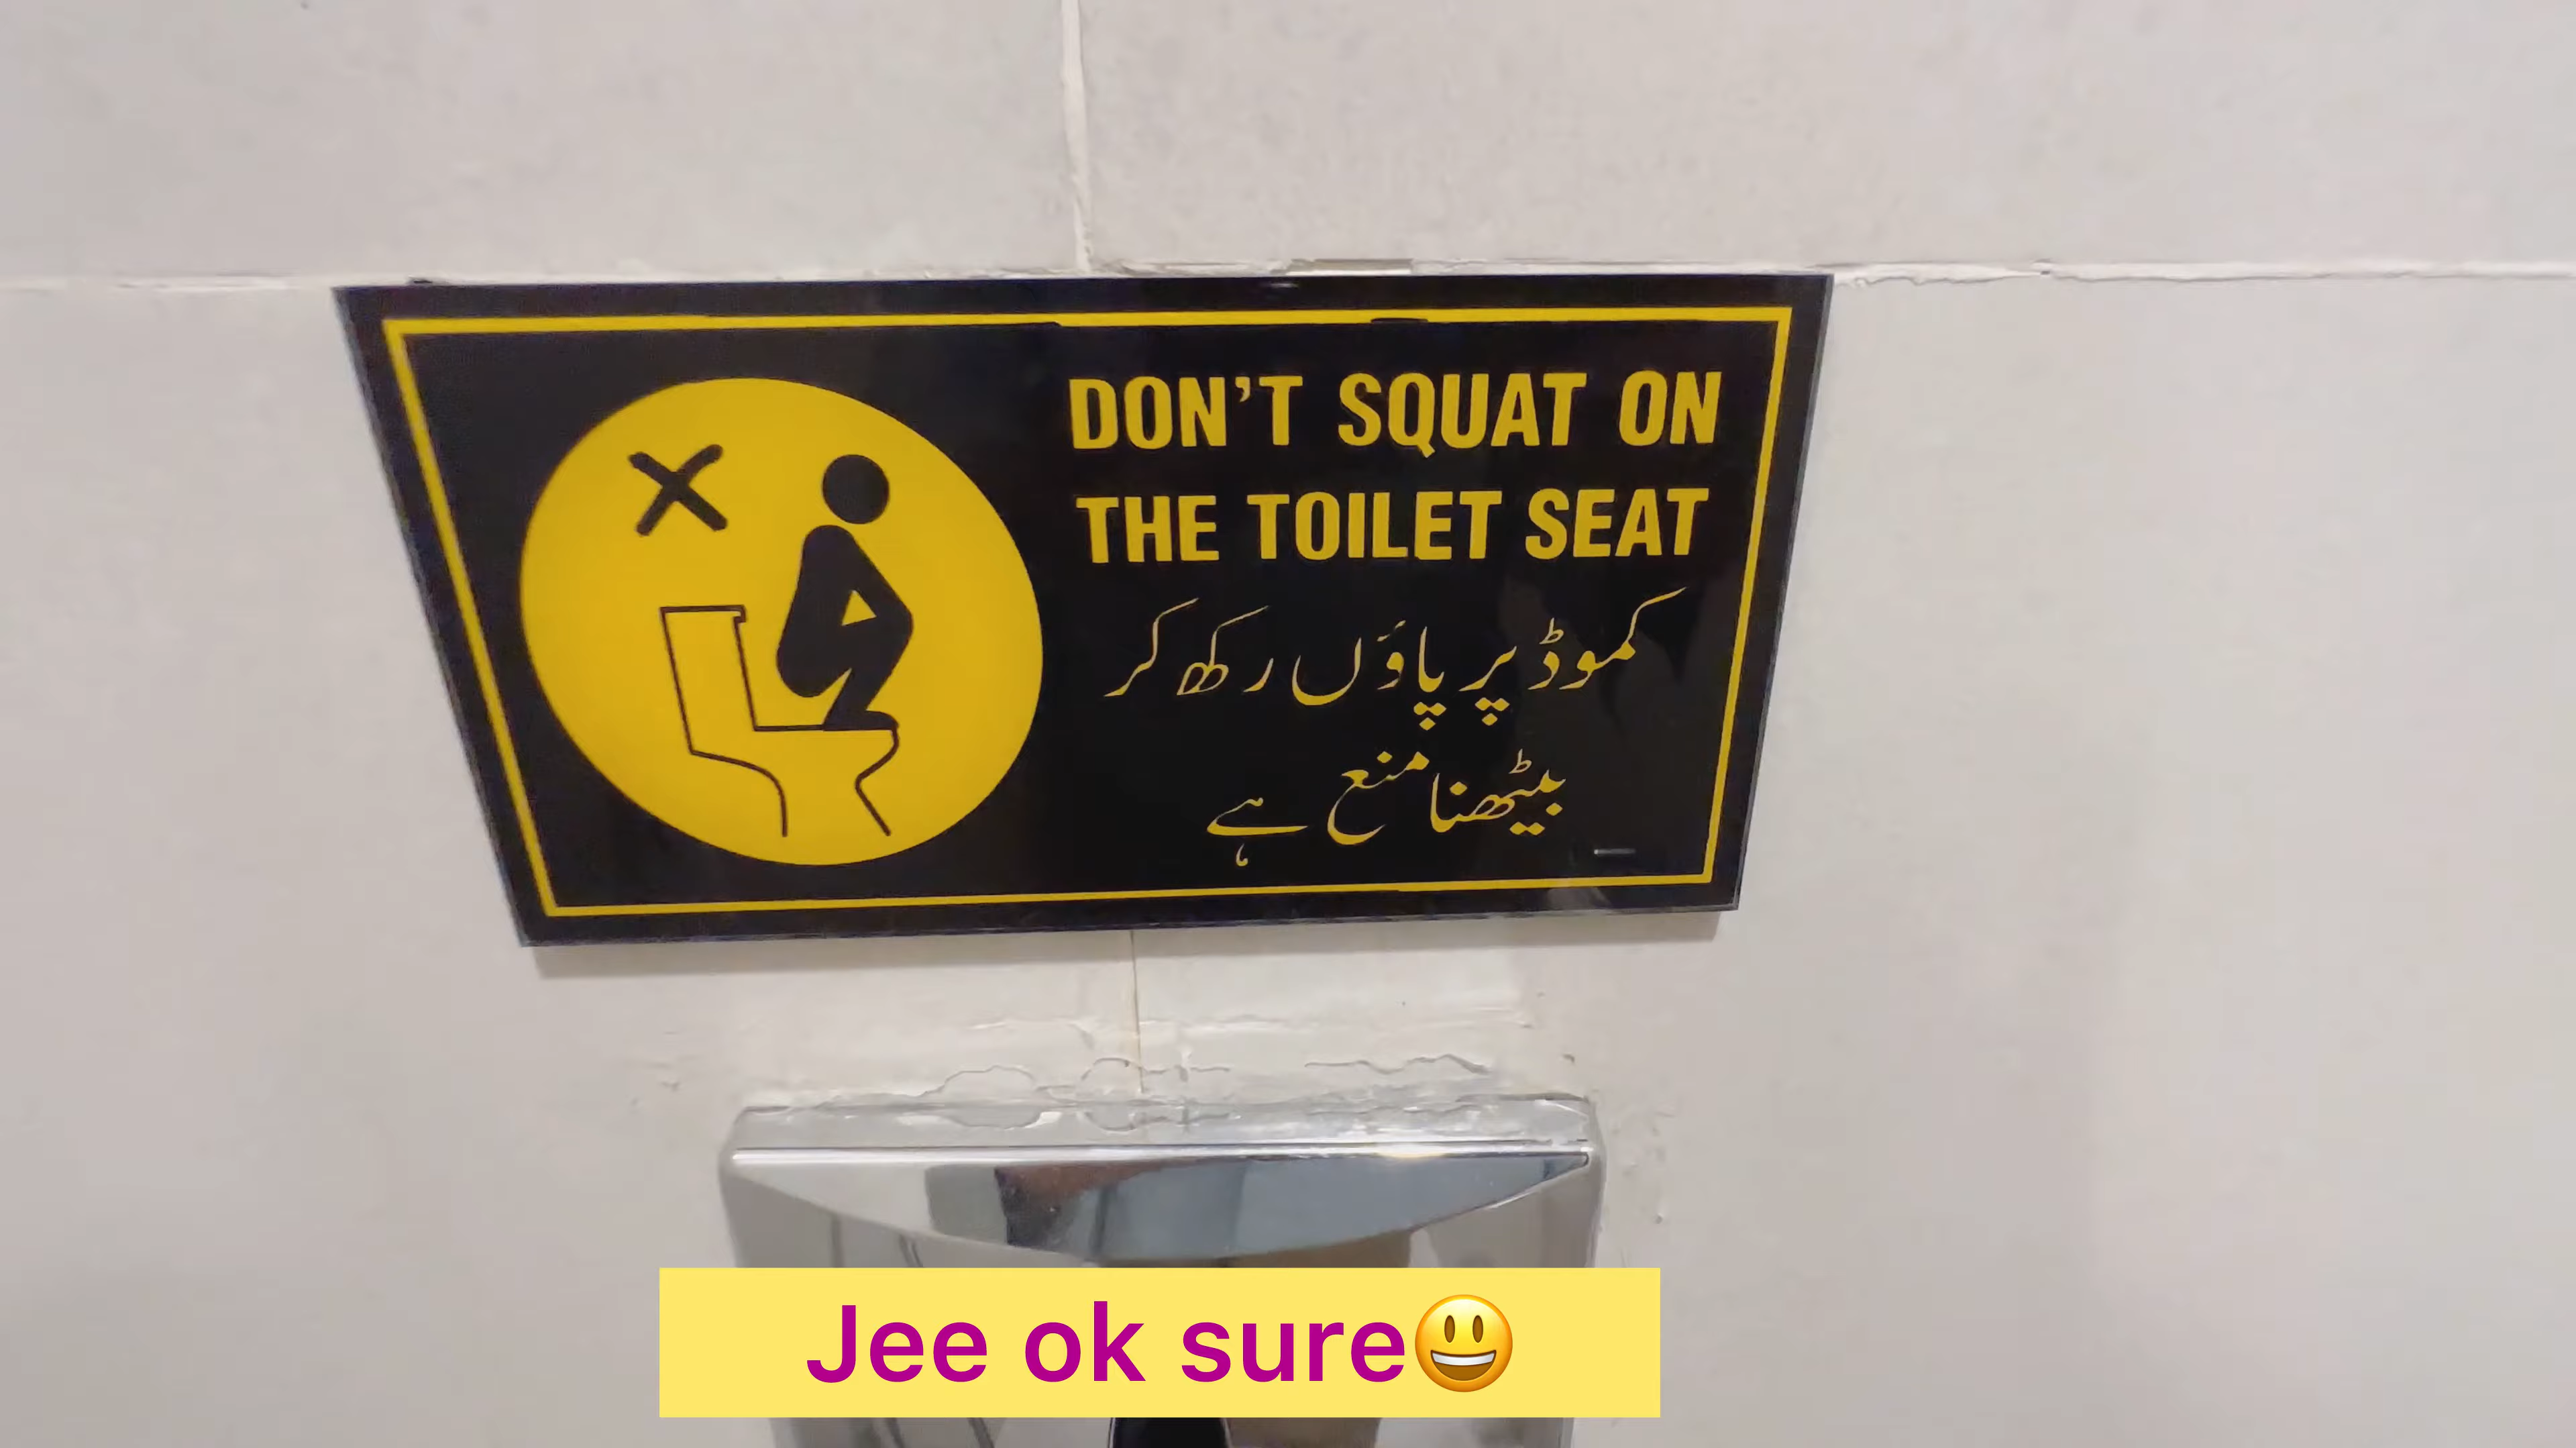 DON'T SQUAT ON
THE TOILET SEAT
کموڈ پر پاؤں رکھ کر
بیٹھنا منع ہے
Jee ok sure😃